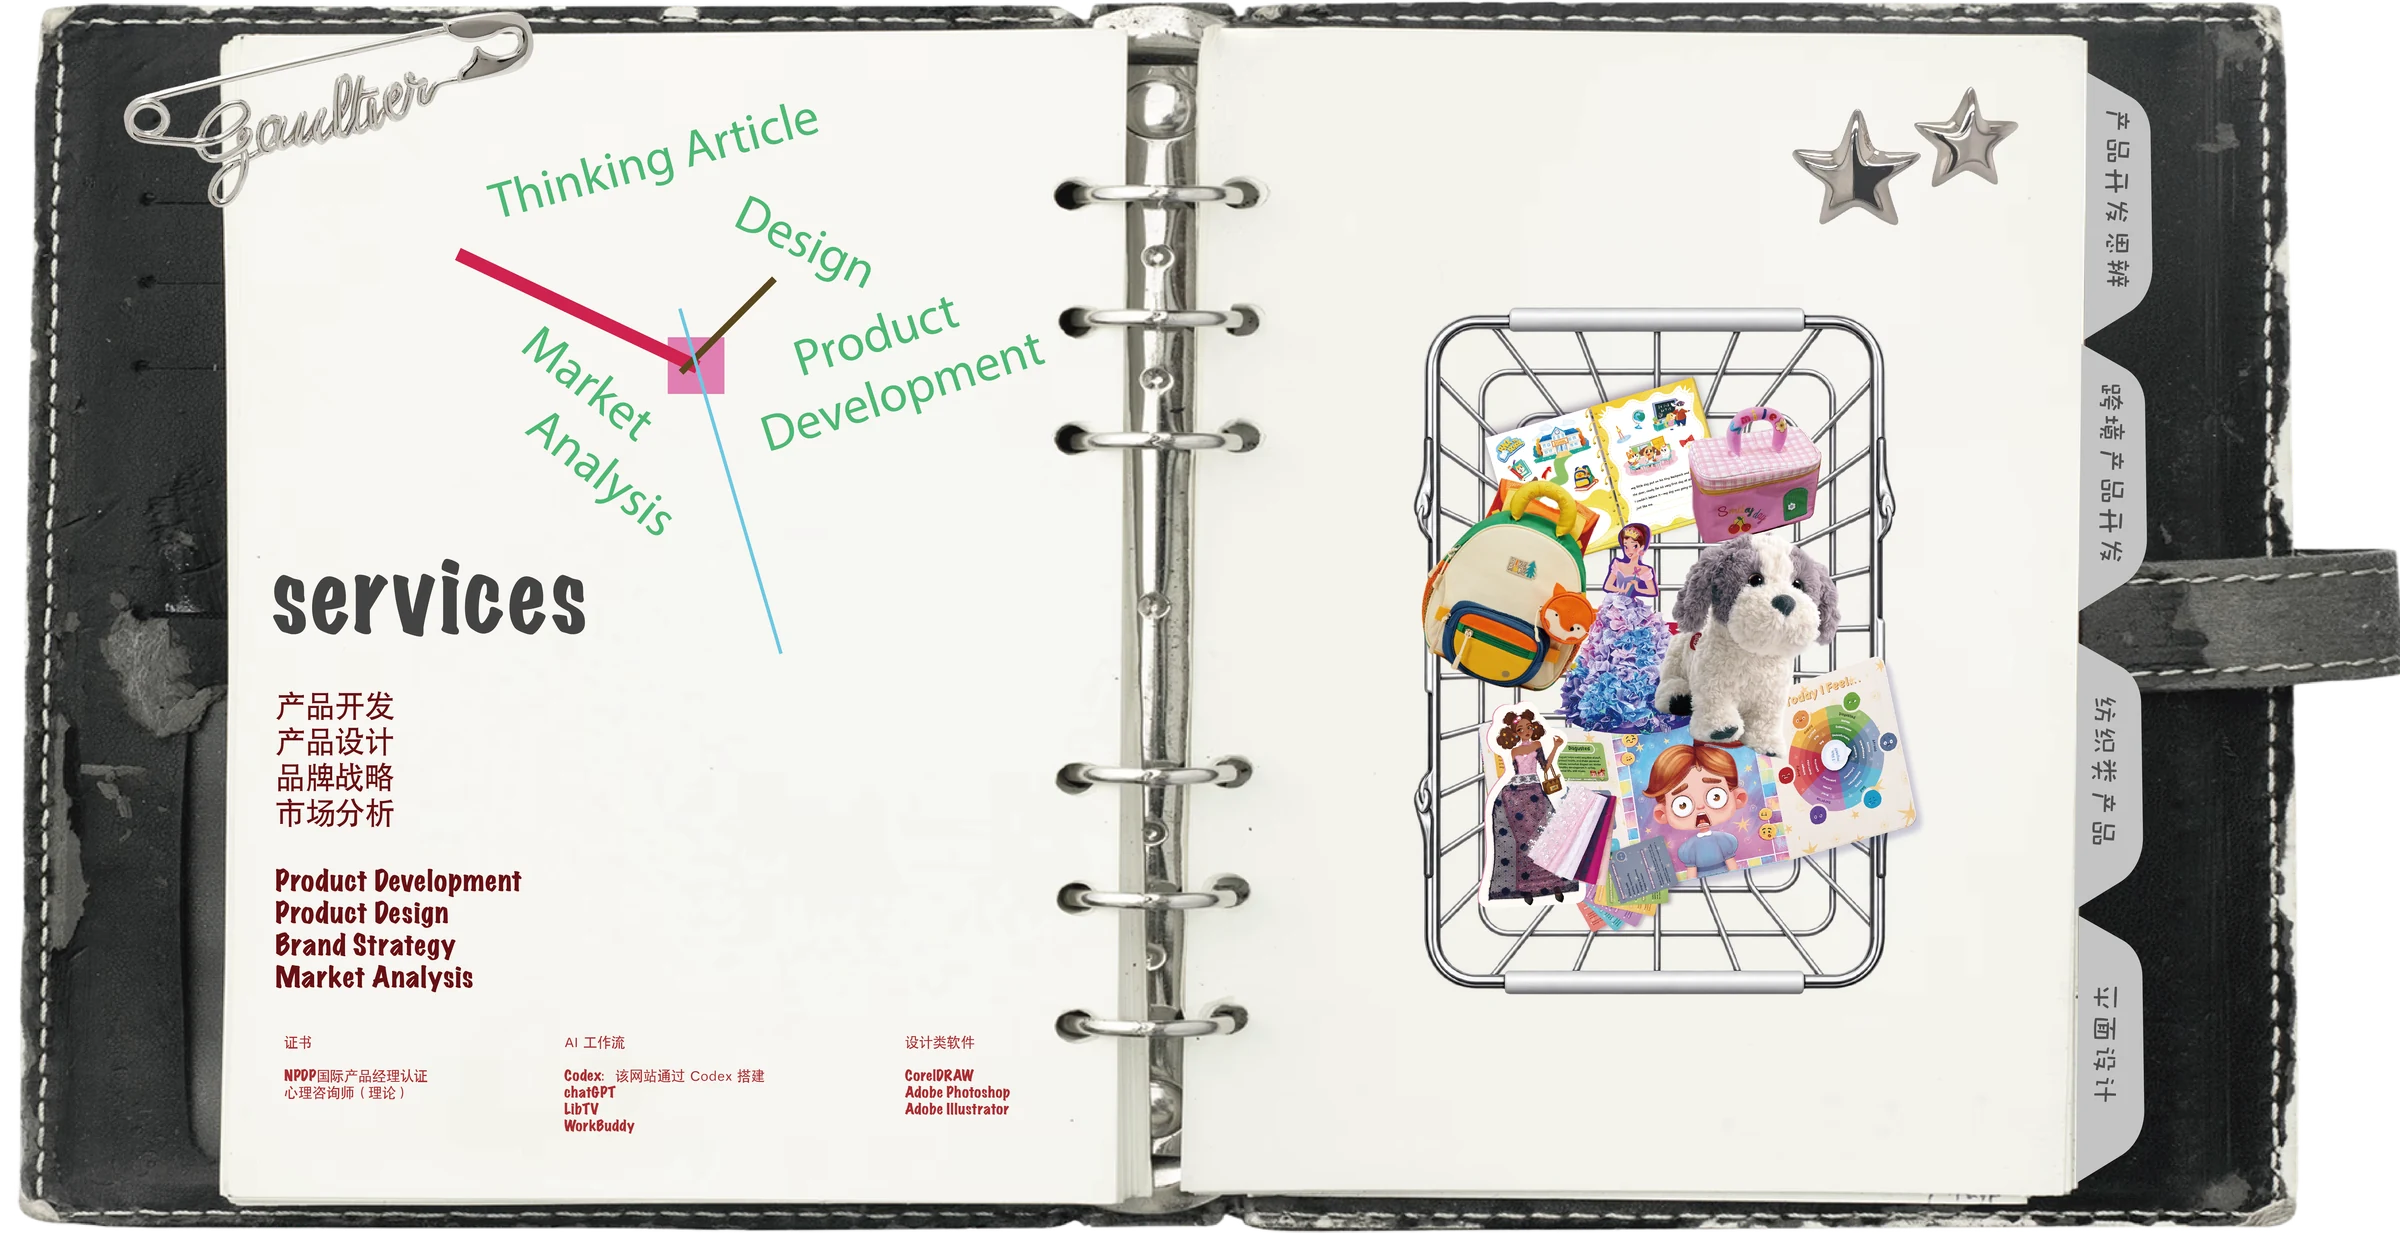 Gaultier
Thinking Article
Design
Product
Development
Market
Analysis
services
产品开发
产品设计
品牌战略
市场分析
Product Development
Product Design
Brand Strategy
Market Analysis
证书
NPDP国际产品经理认证
心理咨询师（理论）
AI 工作流
Codex: 该网站通过 Codex 搭建
chatGPT
LibTV
WorkBuddy
设计类软件
CorelDRAW
Adobe Photoshop
Adobe Illustrator
Today I Feel...
Disgusted
产品开发思辨
跨境产品开发
纺织类产品
平面设计